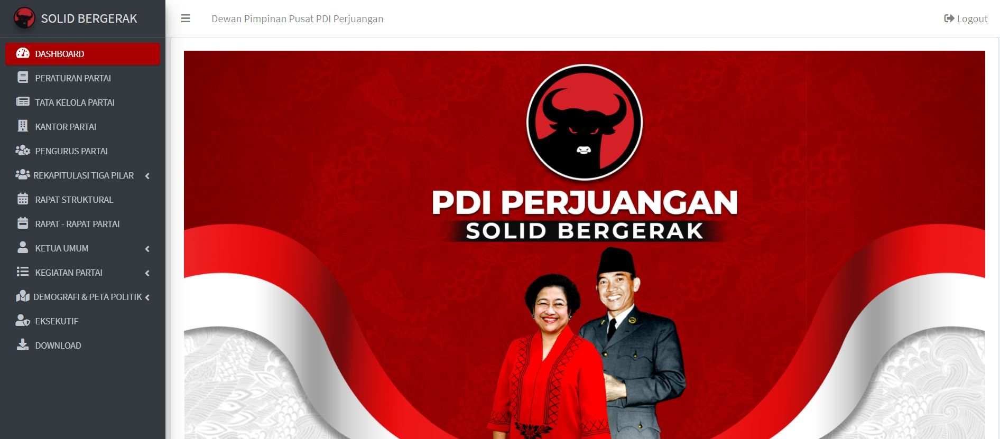 SOLID BERGERAK
Dewan Pimpinan Pusat PDI Perjuangan
Logout
DASHBOARD
PERATURAN PARTAI
TATA KELOLA PARTAI
KANTOR PARTAI
PENGURUS PARTAI
REKAPITULASI TIGA PILAR
RAPAT STRUKTURAL
RAPAT - RAPAT PARTAI
KETUA UMUM
KEGIATAN PARTAI
DEMOGRAFI & PETA POLITIK
EKSEKUTIF
DOWNLOAD
PDI PERJUANGAN
SOLID BERGERAK